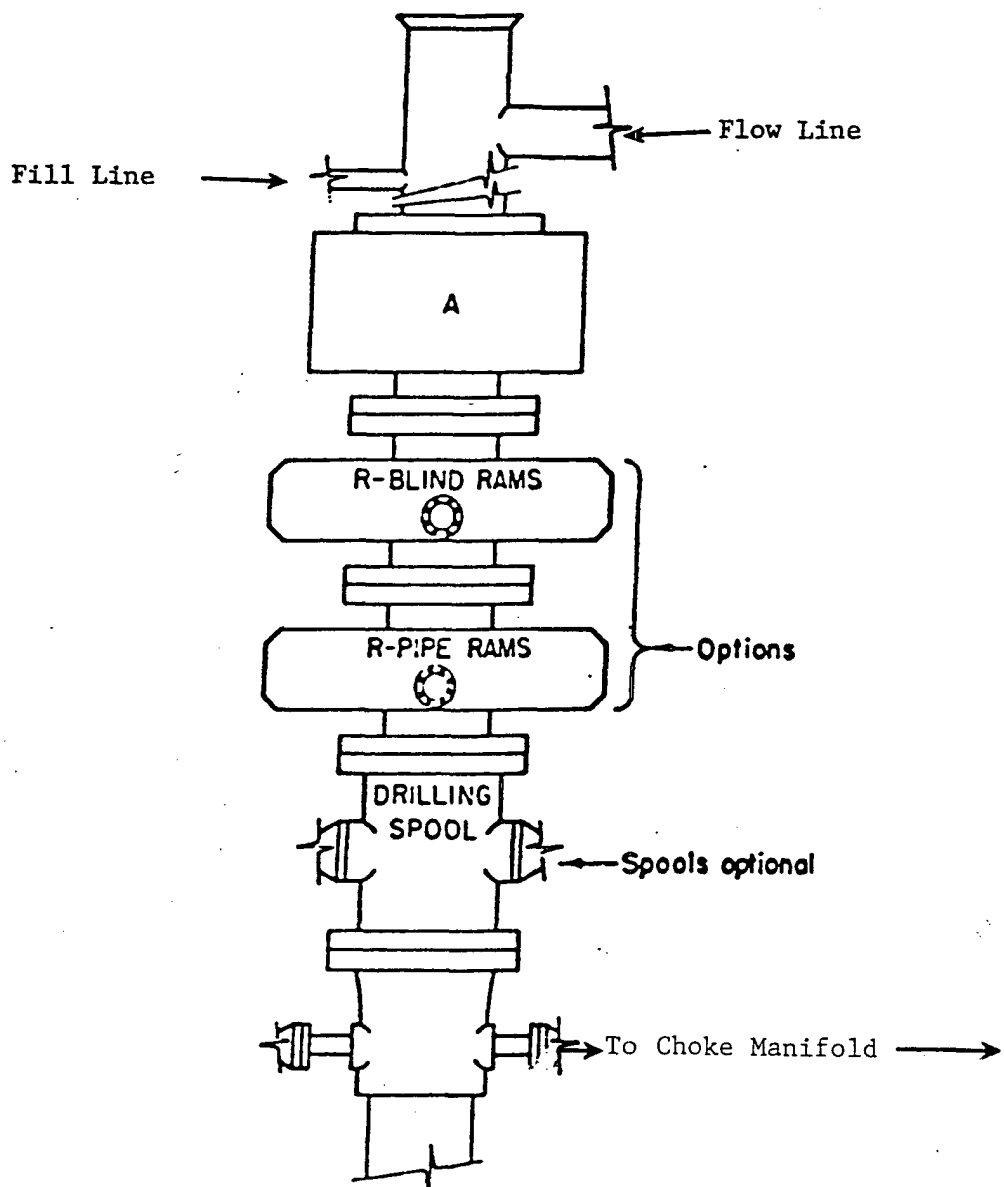 Flow Line
Fill Line
A
R-BLIND RAMS
R-PIPE RAMS
Options
DRILLING
SPOOL
Spools optional
To Choke Manifold